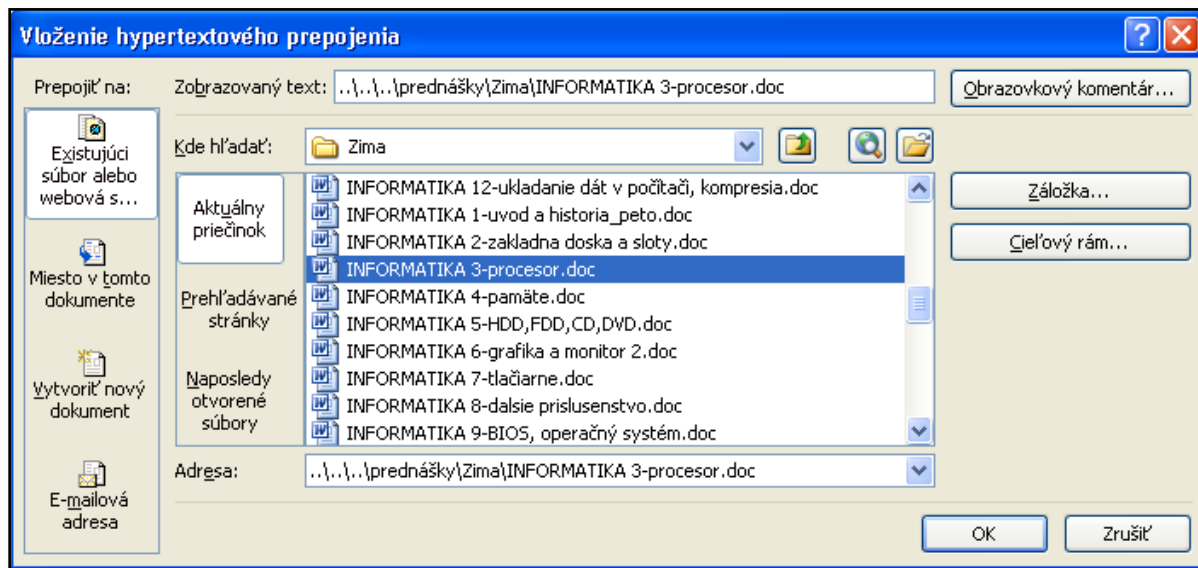 Vloženie hypertextového prepojenia
Prepojiť na:
Zobrazovaný text:
..\..\..\prednášky\Zima\INFORMATIKA 3-procesor.doc
Obrazovkový komentár...
Existujúci
súbor alebo
webová s...
Miesto v tomto
dokumente
Vytvoriť nový
dokument
E-mailová
adresa
Kde hľadať:
Zima
Aktuálny
priečinok
Prehľadávané
stránky
Naposledy
otvorené
súbory
INFORMATIKA 12-ukladanie dát v počítači, kompresia.doc
INFORMATIKA 1-uvod a historia_peto.doc
INFORMATIKA 2-zakladna doska a sloty.doc
INFORMATIKA 3-procesor.doc
INFORMATIKA 4-pamäte.doc
INFORMATIKA 5-HDD,FDD,CD,DVD.doc
INFORMATIKA 6-grafika a monitor 2.doc
INFORMATIKA 7-tlačiarne.doc
INFORMATIKA 8-dalsie prislusenstvo.doc
INFORMATIKA 9-BIOS, operačný systém.doc
Záložka...
Cieľový rám...
Adresa:
..\..\..\prednášky\Zima\INFORMATIKA 3-procesor.doc
OK
Zrušiť